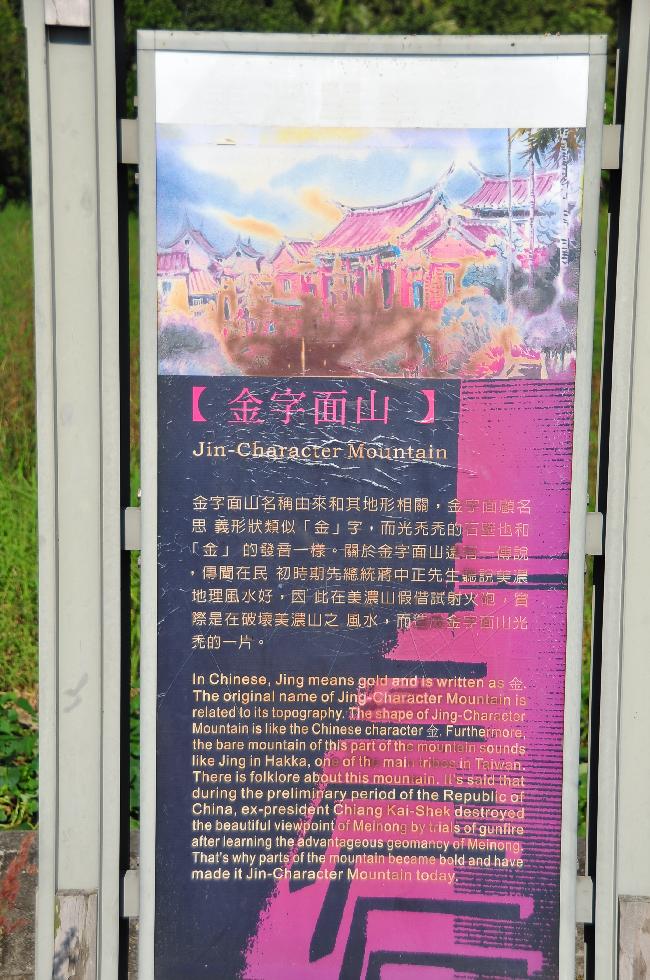 【 金字面山 】
Jin-Character Mountain
金字面山名稱由來和其地形相關，金字面顧名
思 義形狀類似「金」字，而光禿禿的石壁也和
「金」 的發音一樣。關於金字面山 一傳說
，傳聞在民 初時期先總統蔣中正先生聽說美濃
地理風水好，因 此在美濃山假借試射火砲，實
際是在破壞美濃山之 風水，而 金字面山光
禿的一片。
In Chinese, Jing means gold and is written as 金.
The original name of Jing-Character Mountain is
related to its topography. The shape of Jing-Character
Mountain is like the Chinese character 金. Furthermore,
the bare mountain of this part of the mountain sounds
like Jing in Hakka, one of the main tribes in Taiwan.
There is folklore about this mountain. It's said that
during the preliminary period of the Republic of
China, ex-president Chiang Kai-Shek destroyed
the beautiful viewpoint of Meinong by trials of gunfire
after learning the advantageous geomancy of Meinong.
That's why parts of the mountain became bold and have
made it Jin-Character Mountain today.